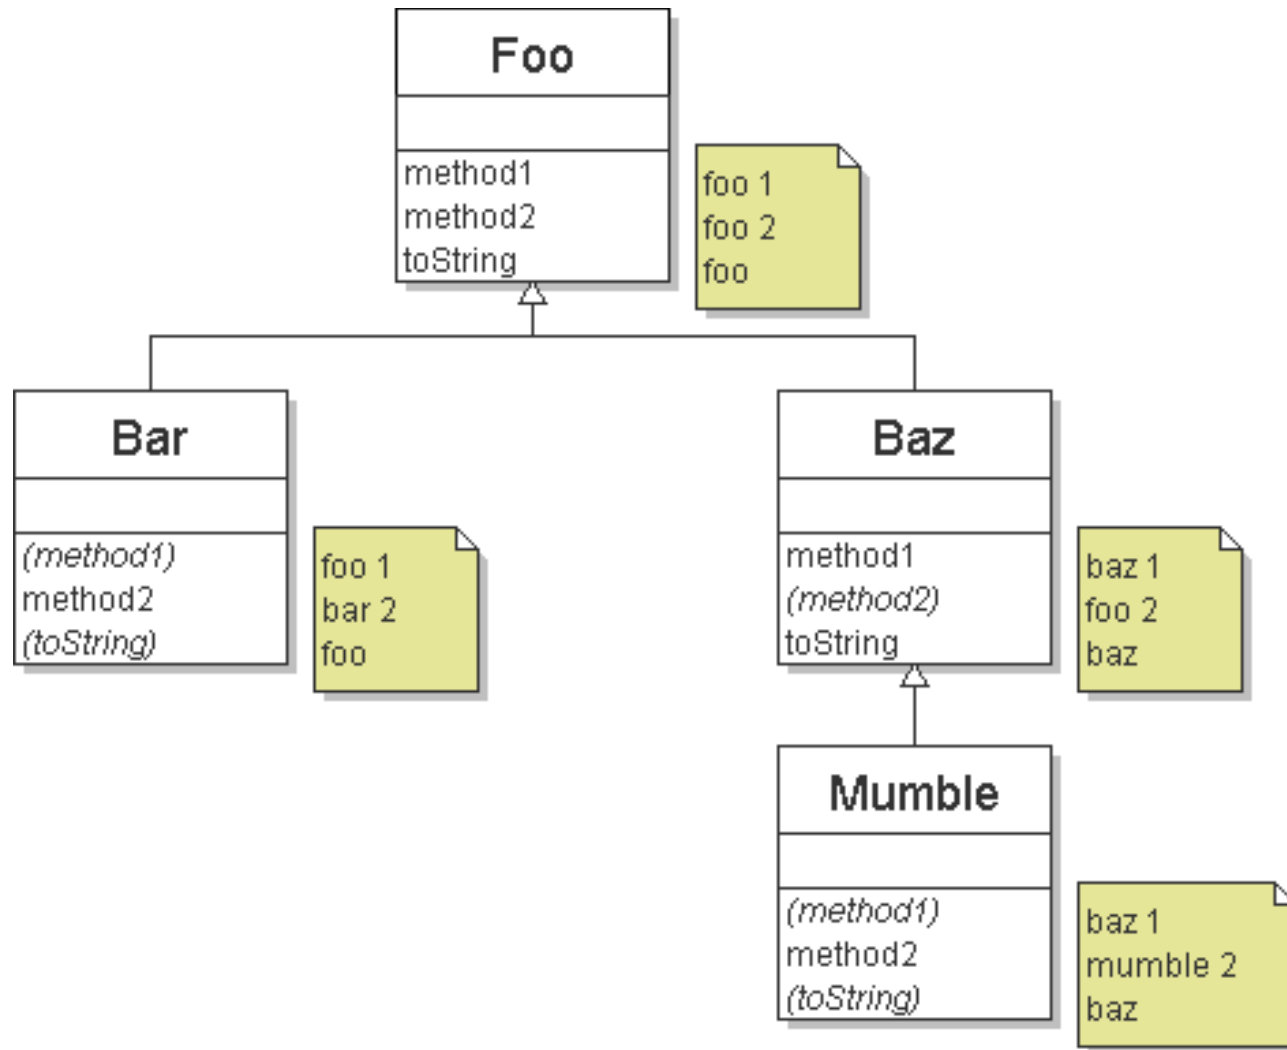 Foo
method1
method2
toString
foo 1
foo 2
foo
Bar
(method1)
method2
(toString)
foo 1
bar 2
foo
Baz
method1
(method2)
toString
baz 1
foo 2
baz
Mumble
(method1)
method2
(toString)
baz 1
mumble 2
baz